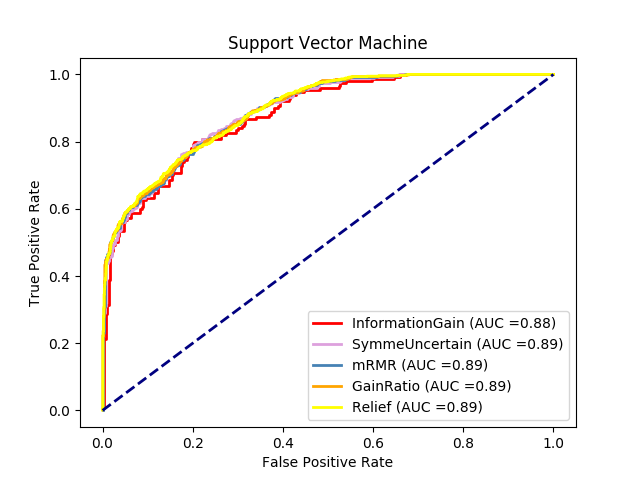 Support Vector Machine
True Positive Rate
1.0
0.8
0.6
0.4
0.2
0.0
InformationGain (AUC =0.88)
SymmeUncertain (AUC =0.89)
mRMR (AUC =0.89)
GainRatio (AUC =0.89)
Relief (AUC =0.89)
0.0 0.2 0.4 0.6 0.8 1.0
False Positive Rate